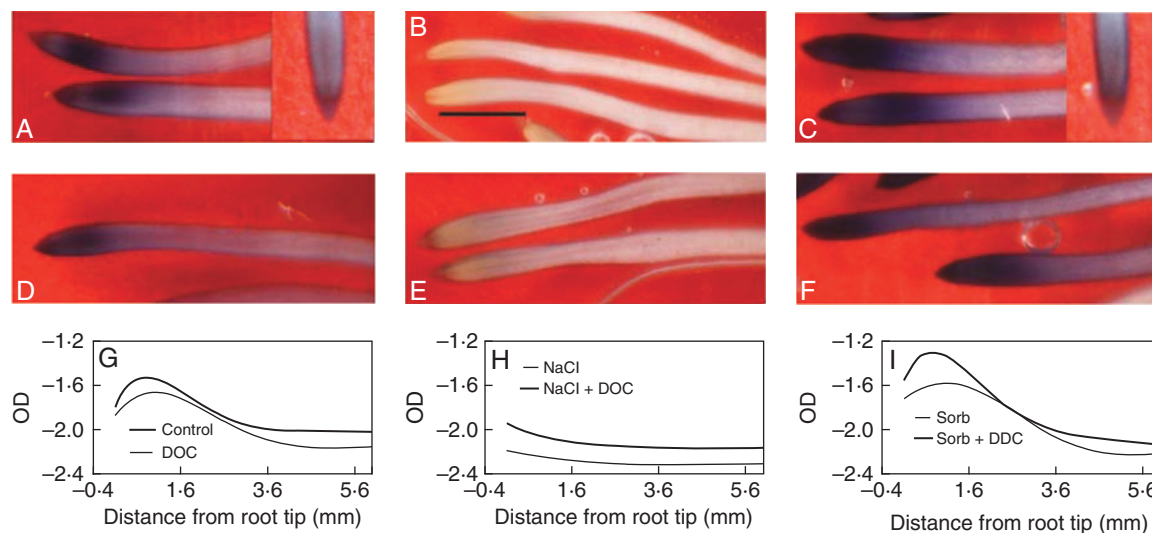 A
B
C
D
E
F
G
–1·2
–1·6
–2·0
–2·4
OD
Control
DOC
–0·4 1·6 3·6 5·6
Distance from root tip (mm)
H
NaCl
NaCl + DOC
–1·2
–1·6
–2·0
–2·4
OD
–0·4 1·6 3·6 5·6
Distance from root tip (mm)
I
–1·2
–1·6
–2·0
–2·4
OD
Sorb
Sorb + DDC
–0·4 1·6 3·6 5·6
Distance from root tip (mm)